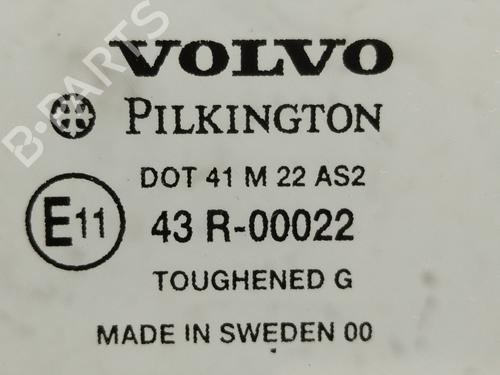 VOLVO
PILKINGTON
DOT 41 M 22 AS2
E11 43 R-00022
TOUGHENED G
MADE IN SWEDEN 00
B-PARTS